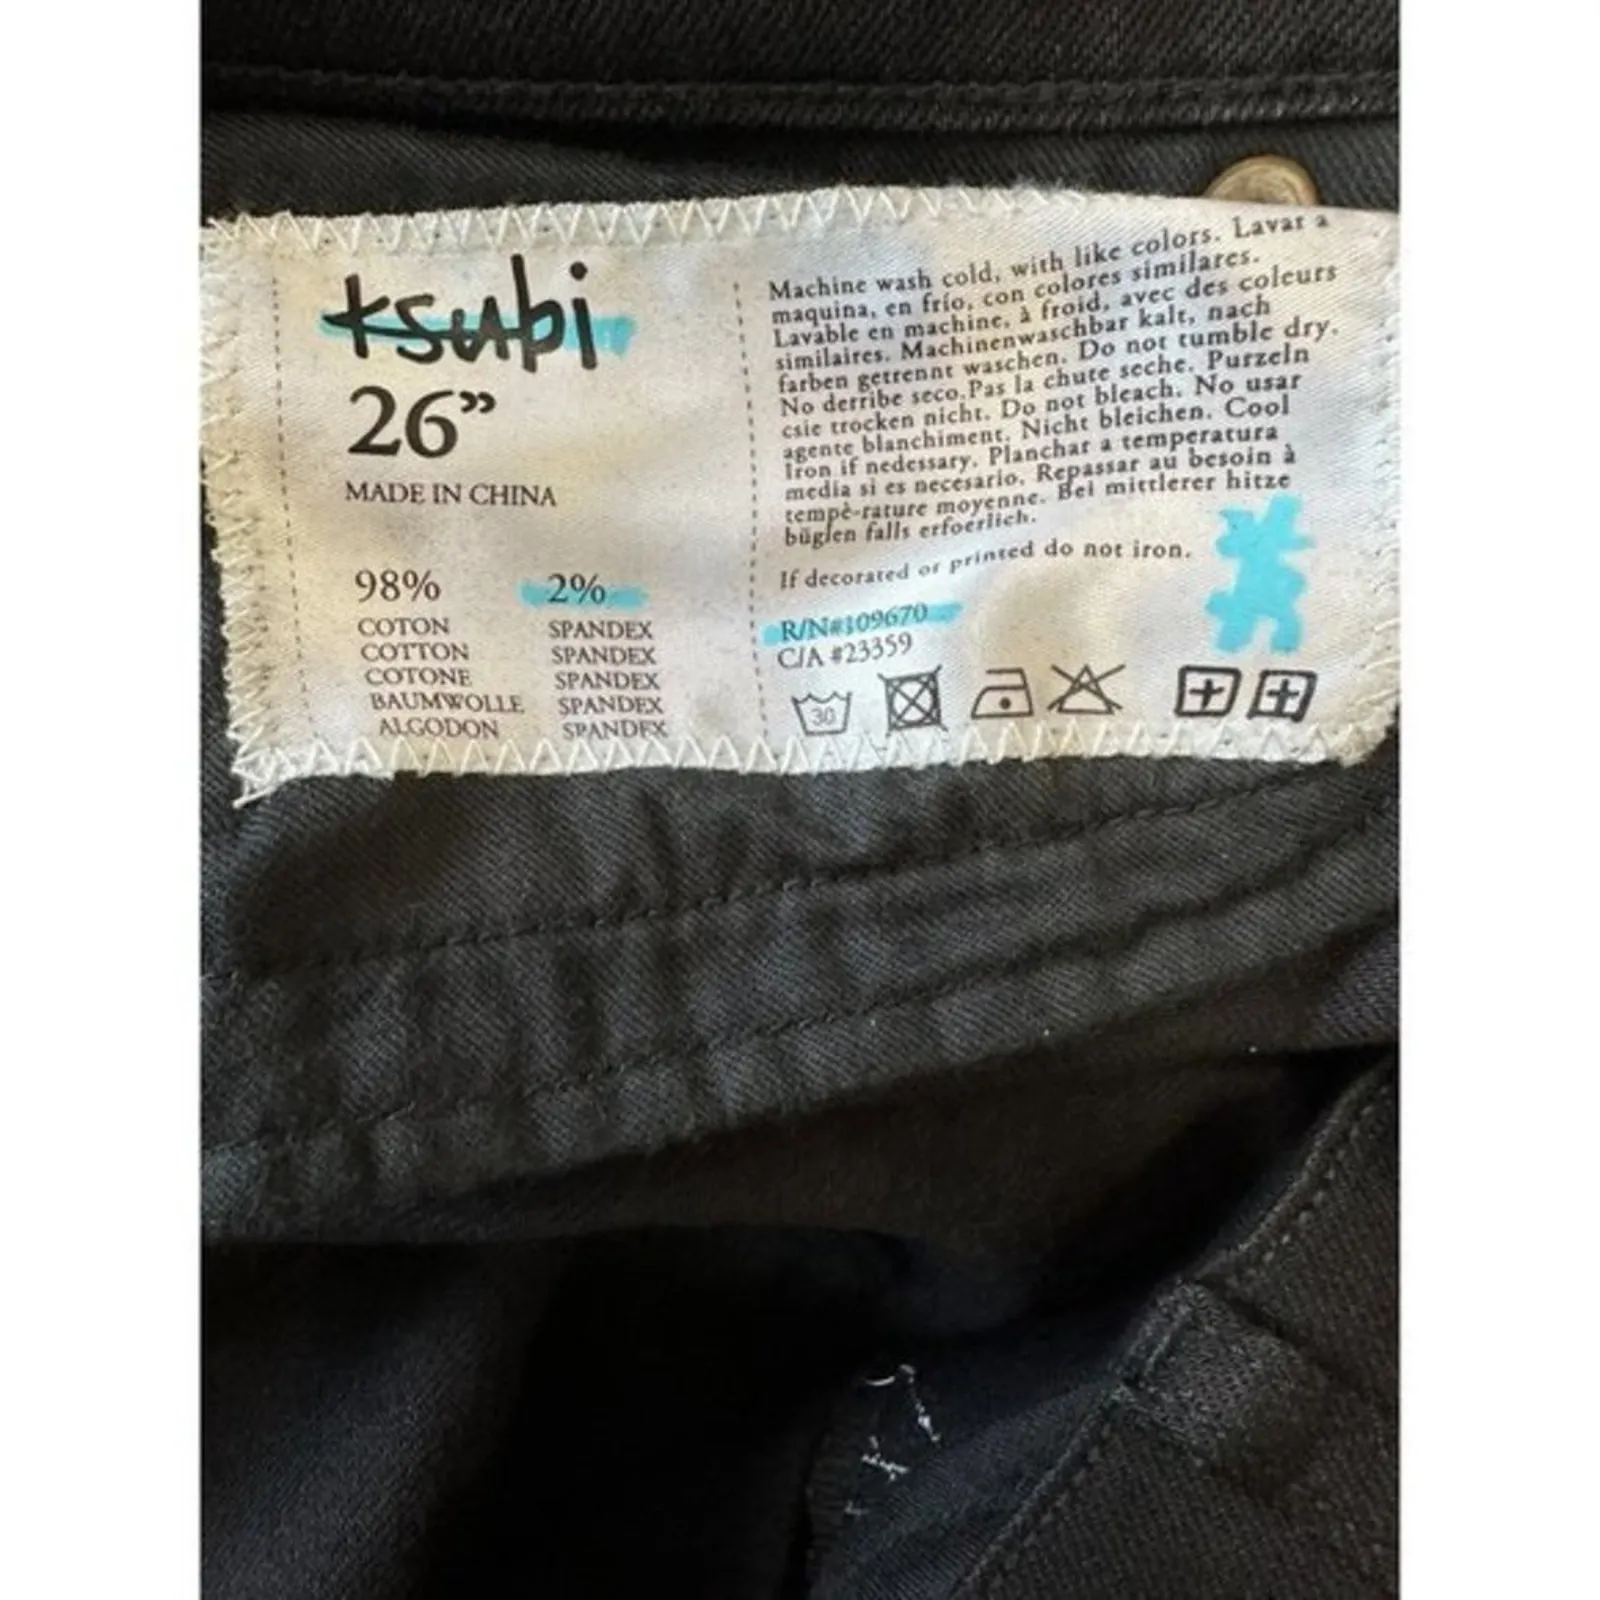 ksubi
26”
MADE IN CHINA
98%
COTON
COTTON
COTONE
BAUMWOLLE
ALGODON
2%
SPANDEX
SPANDEX
SPANDEX
SPANDEX
SPANDEX
Machine wash cold, with like colors. Lavar a
maquina, en frío, con colores similares.
Lavable en machine, à froid, avec des coleurs
similaires. Machinenwaschbar kalt, nach
farben getrennt waschen. Do not tumble dry.
No derribe seco.Pas la chute seche. Purzeln
csie trocken nicht. Do not bleach. No usar
agente blanchiment. Nicht bleichen. Cool
Iron if nedessary. Planchar a temperatura
media si es necesario. Repassar au besoin à
tempè-rature moyenne. Bei mittlerer hitze
büglen falls erfoerlich.
If decorated or printed do not iron.
R/N#109670
C/A #23359
30